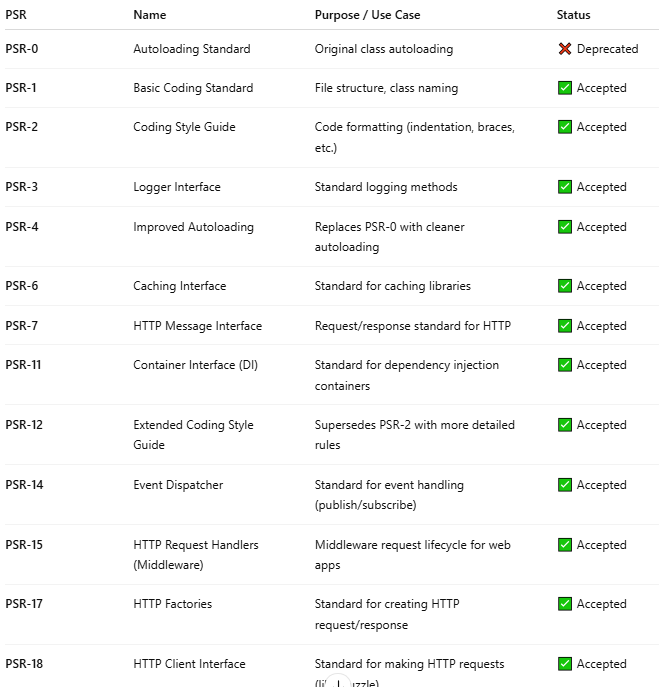 PSR Name Purpose / Use Case Status
PSR-0 Autoloading Standard Original class autoloading ❌ Deprecated
PSR-1 Basic Coding Standard File structure, class naming ✅ Accepted
PSR-2 Coding Style Guide Code formatting (indentation, braces, ✅ Accepted
etc.)
PSR-3 Logger Interface Standard logging methods ✅ Accepted
PSR-4 Improved Autoloading Replaces PSR-0 with cleaner ✅ Accepted
autoloading
PSR-6 Caching Interface Standard for caching libraries ✅ Accepted
PSR-7 HTTP Message Interface Request/response standard for HTTP ✅ Accepted
PSR-11 Container Interface (DI) Standard for dependency injection ✅ Accepted
containers
PSR-12 Extended Coding Style Supersedes PSR-2 with more detailed ✅ Accepted
Guide rules
PSR-14 Event Dispatcher Standard for event handling ✅ Accepted
(publish/subscribe)
PSR-15 HTTP Request Handlers Middleware request lifecycle for web ✅ Accepted
(Middleware) apps
PSR-17 HTTP Factories Standard for creating HTTP ✅ Accepted
request/response
PSR-18 HTTP Client Interface Standard for making HTTP requests ✅ Accepted